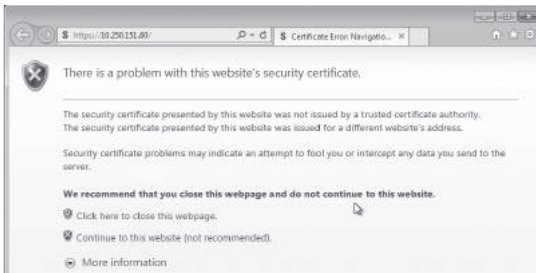 https://10.250.151.80/
Certificate Error: Navigatio...
There is a problem with this website's security certificate.
The security certificate presented by this website was not issued by a trusted certificate authority.
The security certificate presented by this website was issued for a different website's address.
Security certificate problems may indicate an attempt to fool you or intercept any data you send to the
server.
We recommend that you close this webpage and do not continue to this website.
Click here to close this webpage.
Continue to this website (not recommended).
More information